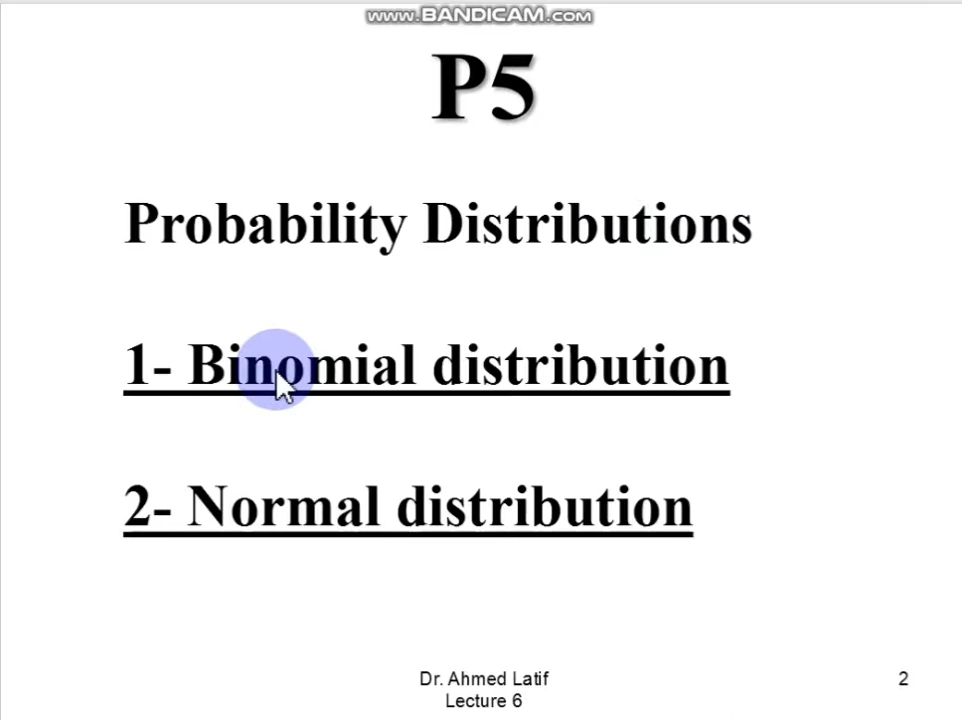 www.BANDICAM.com
P5
Probability Distributions
1- Binomial distribution
2- Normal distribution
Dr. Ahmed Latif
Lecture 6
2